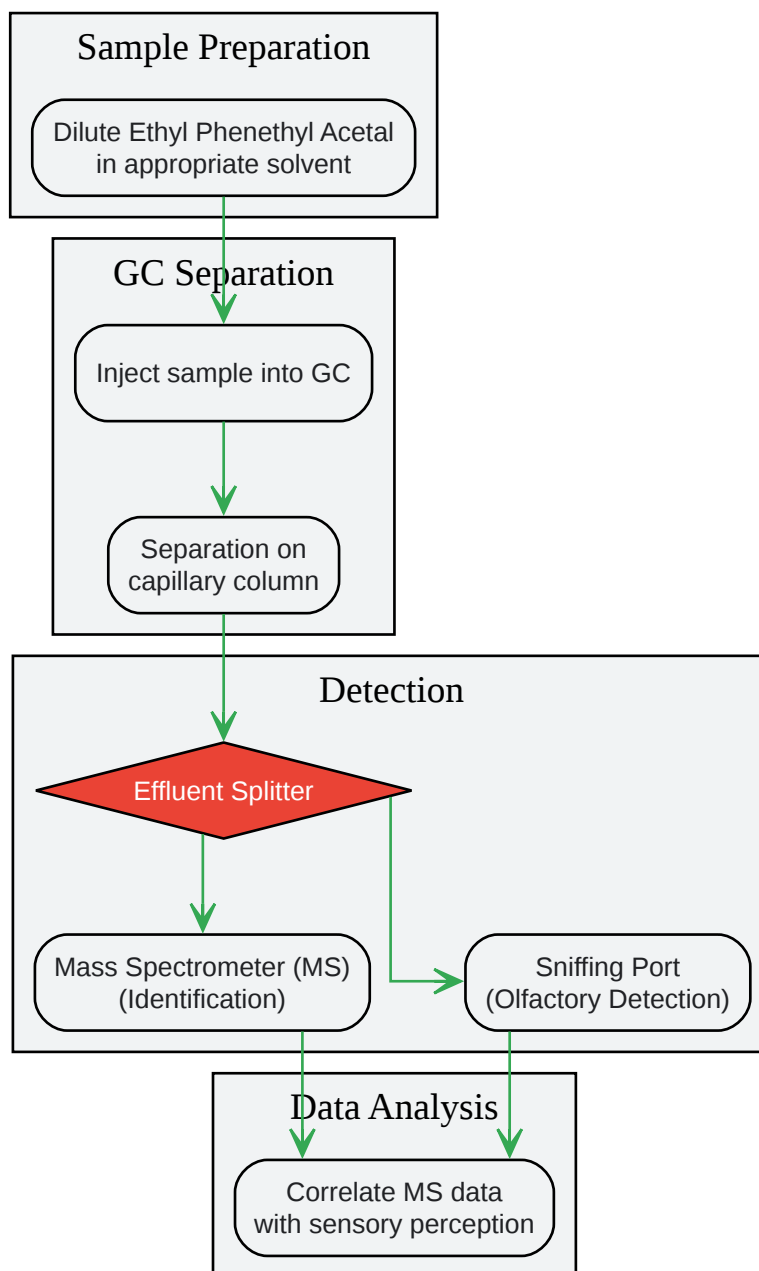 Sample Preparation
Dilute Ethyl Phenethyl Acetal
in appropriate solvent
GC Separation
Inject sample into GC
Separation on
capillary column
Detection
Effluent Splitter
Mass Spectrometer (MS)
(Identification)
Sniffing Port
(Olfactory Detection)
Data Analysis
Correlate MS data
with sensory perception